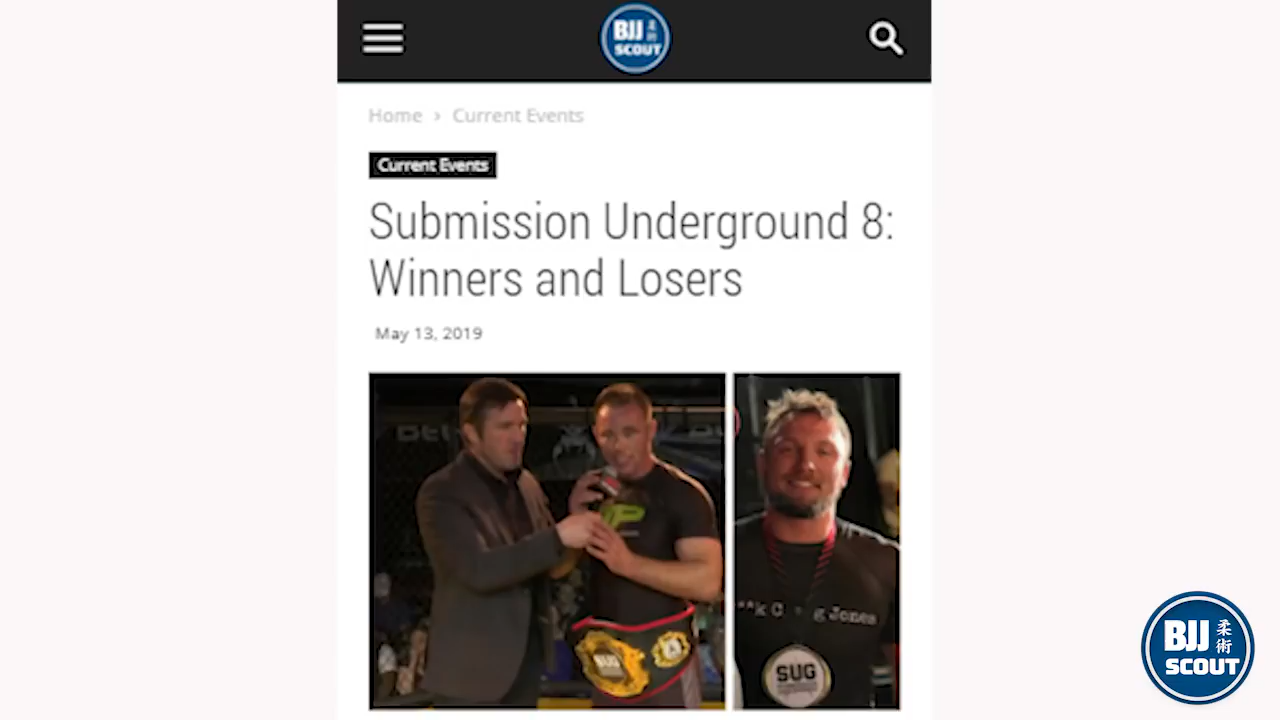 BJJ 柔術
SCOUT
Home › Current Events
Current Events
Submission Underground 8:
Winners and Losers
May 13, 2019
SUG
SUG
BJJ 柔術
SCOUT